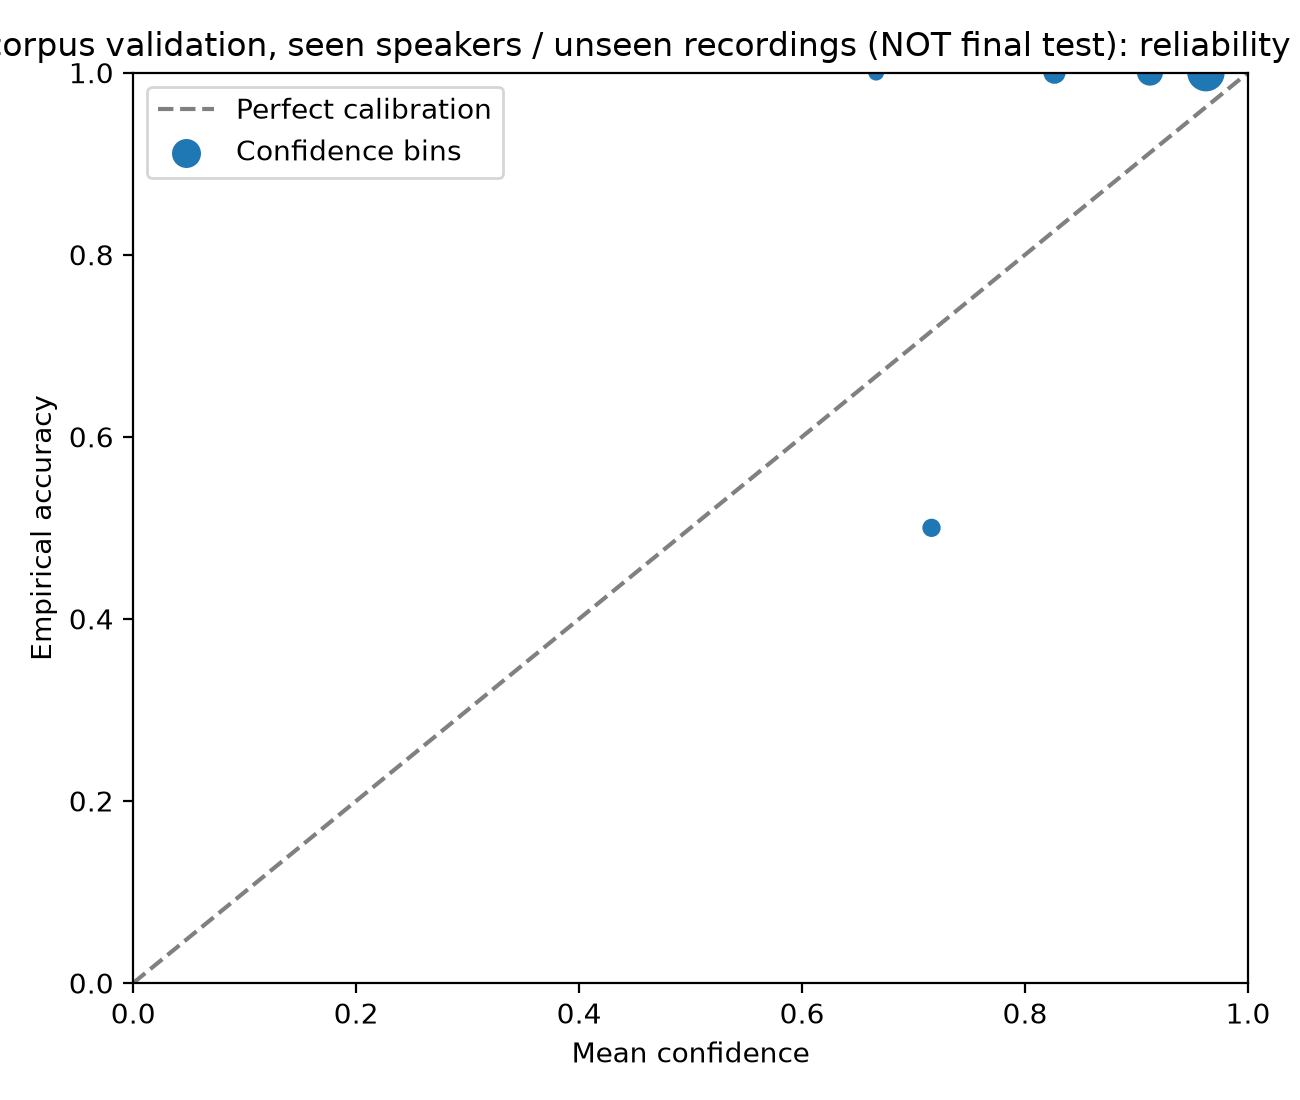 corpus validation, seen speakers / unseen recordings (NOT final test): reliability
1.0
Perfect calibration
Confidence bins
0.8
0.6
0.4
0.2
0.0
Empirical accuracy
0.0 0.2 0.4 0.6 0.8 1.0
Mean confidence